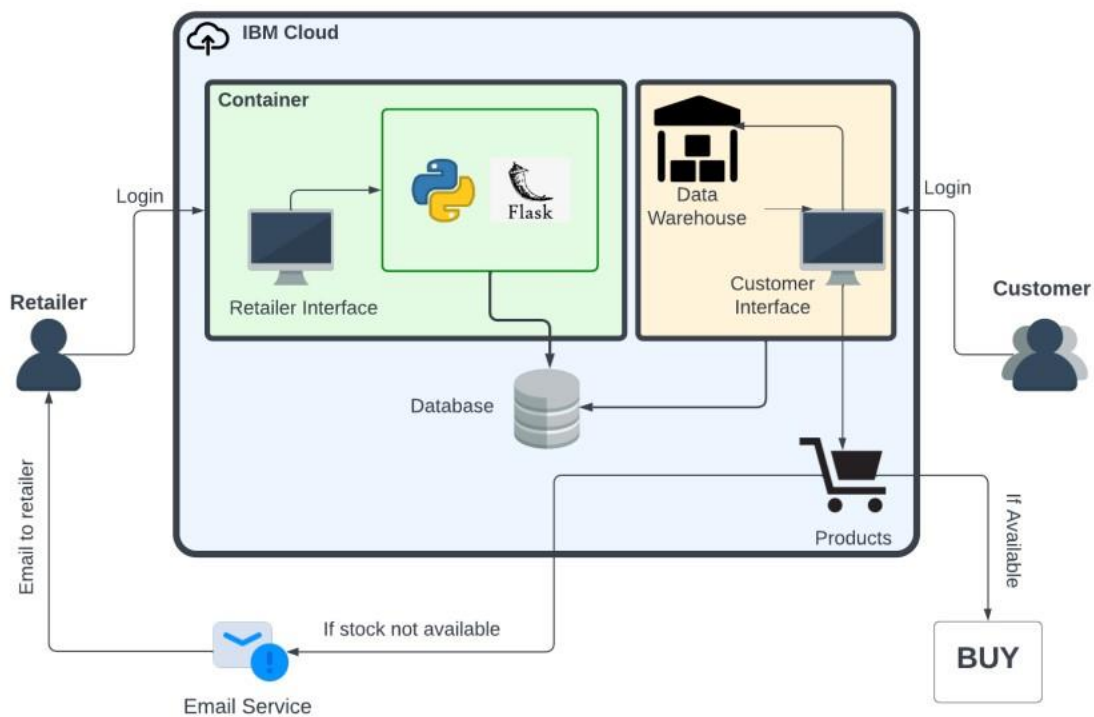 IBM Cloud
Container
Flask
Retailer Interface
Data
Warehouse
Customer
Interface
Login
Login
Retailer
Customer
Database
Products
Email to retailer
If stock not available
If Available
Email Service
BUY